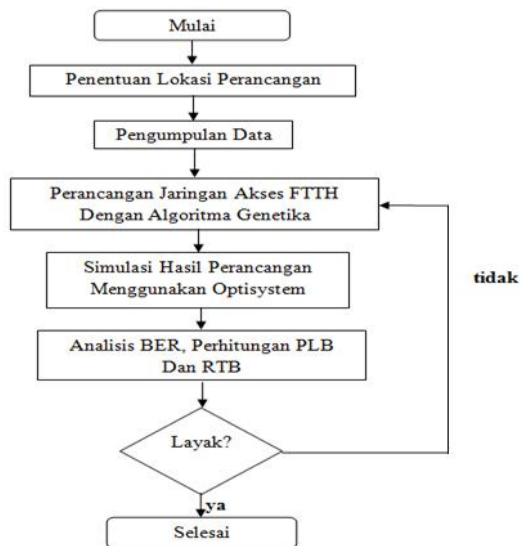 Mulai
Penentuan Lokasi Perancangan
Pengumpulan Data
Perancangan Jaringan Akses FTTH
Dengan Algoritma Genetika
Simulasi Hasil Perancangan
Menggunakan Optisystem
tidak
Analisis BER, Perhitungan PLB
Dan RTB
Layak?
ya
Selesai